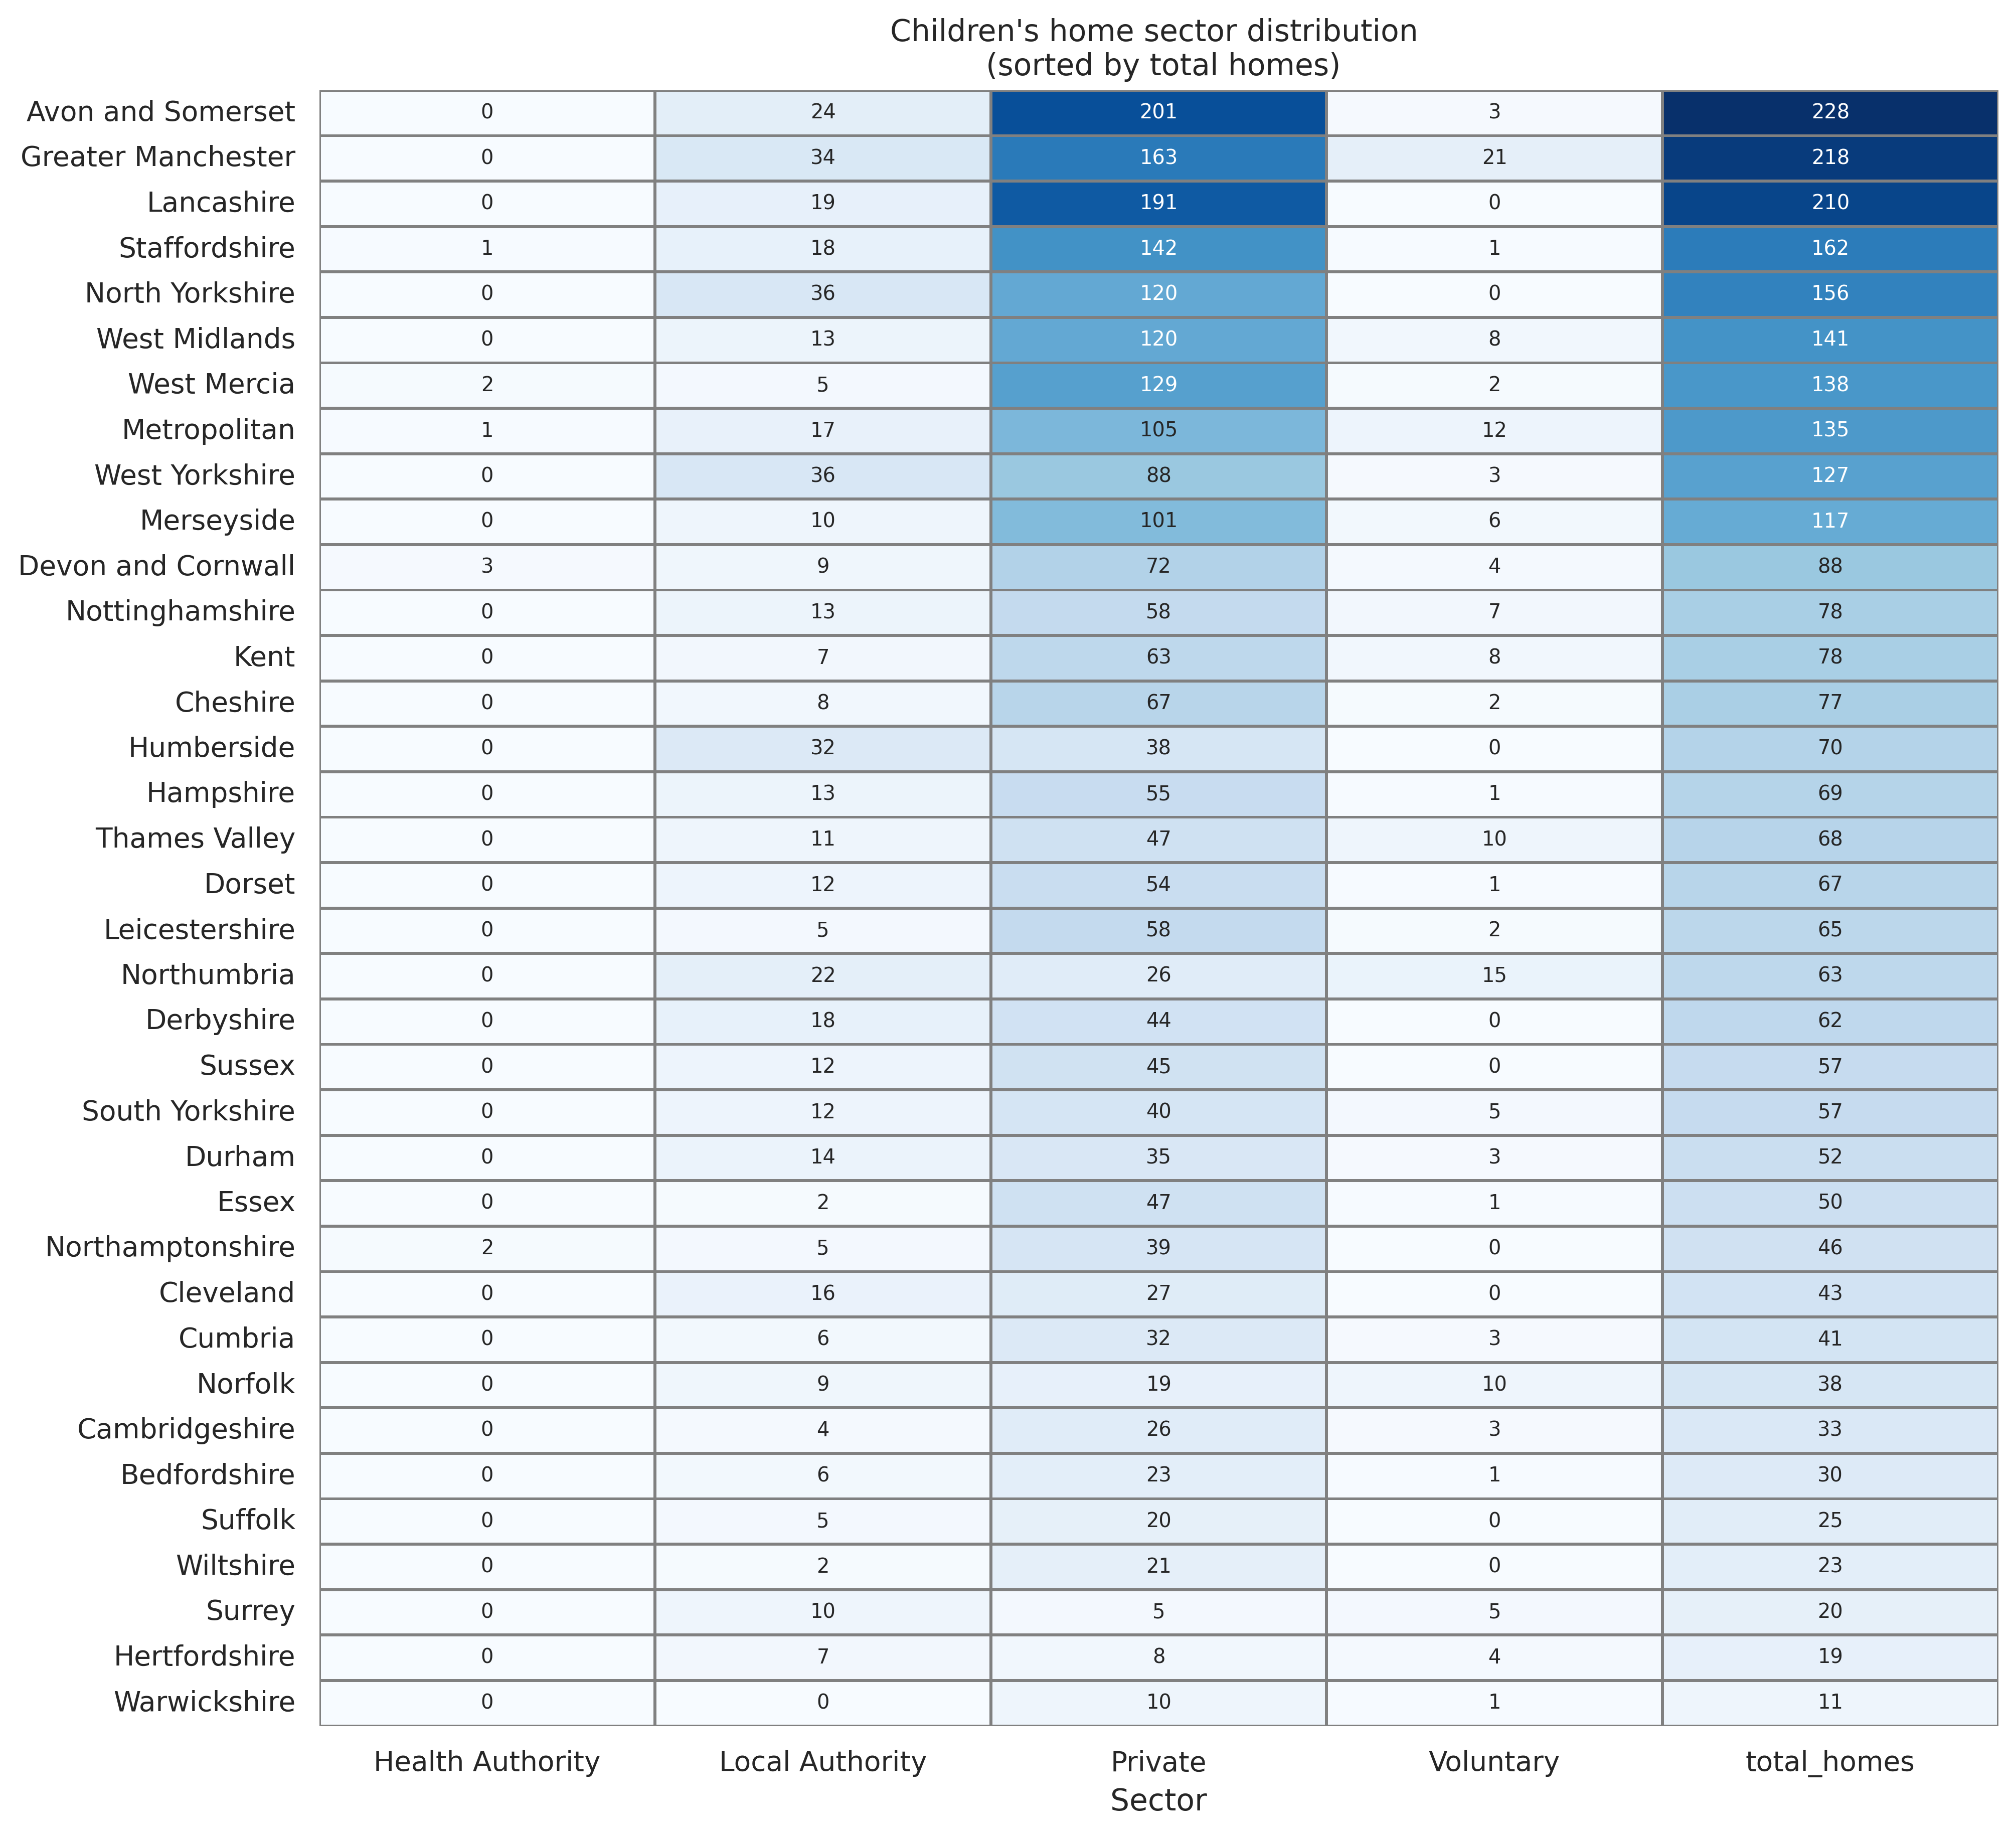 Children's home sector distribution
(sorted by total homes)
Avon and Somerset 0 24 201 3 228
Greater Manchester 0 34 163 21 218
Lancashire 0 19 191 0 210
Staffordshire 1 18 142 1 162
North Yorkshire 0 36 120 0 156
West Midlands 0 13 120 8 141
West Mercia 2 5 129 2 138
Metropolitan 1 17 105 12 135
West Yorkshire 0 36 88 3 127
Merseyside 0 10 101 6 117
Devon and Cornwall 3 9 72 4 88
Nottinghamshire 0 13 58 7 78
Kent 0 7 63 8 78
Cheshire 0 8 67 2 77
Humberside 0 32 38 0 70
Hampshire 0 13 55 1 69
Thames Valley 0 11 47 10 68
Dorset 0 12 54 1 67
Leicestershire 0 5 58 2 65
Northumbria 0 22 26 15 63
Derbyshire 0 18 44 0 62
Sussex 0 12 45 0 57
South Yorkshire 0 12 40 5 57
Durham 0 14 35 3 52
Essex 0 2 47 1 50
Northamptonshire 2 5 39 0 46
Cleveland 0 16 27 0 43
Cumbria 0 6 32 3 41
Norfolk 0 9 19 10 38
Cambridgeshire 0 4 26 3 33
Bedfordshire 0 6 23 1 30
Suffolk 0 5 20 0 25
Wiltshire 0 2 21 0 23
Surrey 0 10 5 5 20
Hertfordshire 0 7 8 4 19
Warwickshire 0 0 10 1 11
Health Authority Local Authority Private Voluntary total_homes
Sector